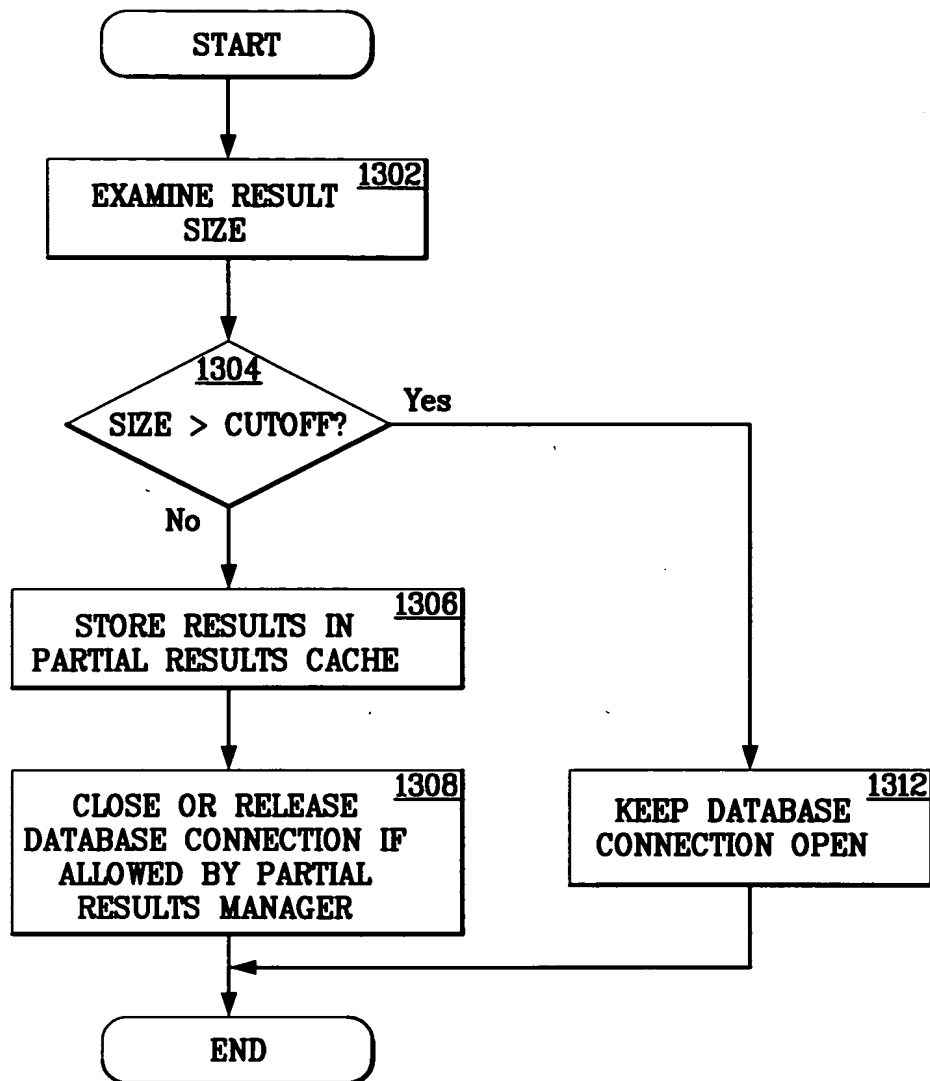 START
1302
EXAMINE RESULT
SIZE
1304
SIZE > CUTOFF?
Yes
No
1306
STORE RESULTS IN
PARTIAL RESULTS CACHE
1308
CLOSE OR RELEASE
DATABASE CONNECTION IF
ALLOWED BY PARTIAL
RESULTS MANAGER
1312
KEEP DATABASE
CONNECTION OPEN
END